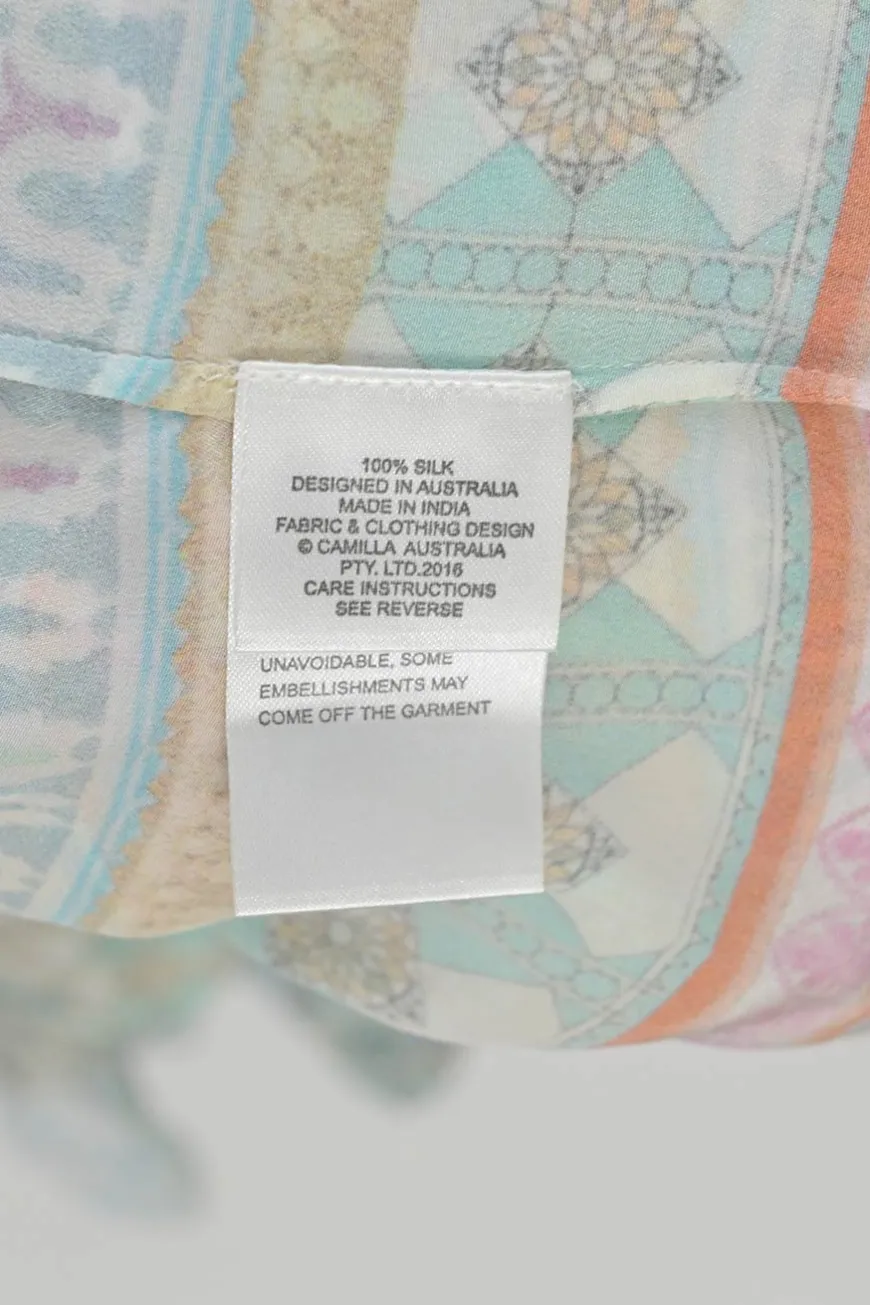 100% SILK
DESIGNED IN AUSTRALIA
MADE IN INDIA
FABRIC & CLOTHING DESIGN
© CAMILLA AUSTRALIA
PTY. LTD.2016
CARE INSTRUCTIONS
SEE REVERSE
UNAVOIDABLE, SOME
EMBELLISHMENTS MAY
COME OFF THE GARMENT